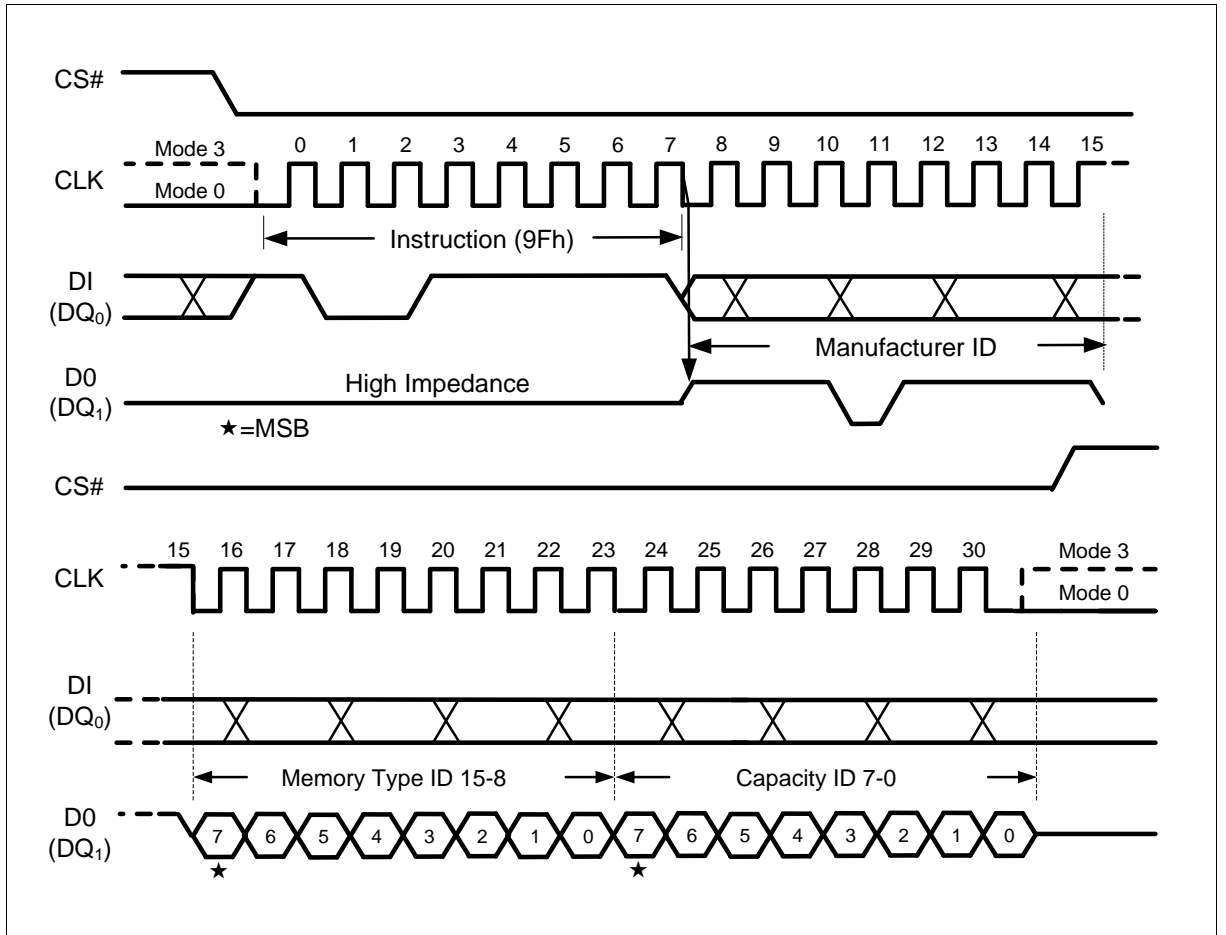 CS#
Mode 3
0 1 2 3 4 5 6 7 8 9 10 11 12 13 14 15
CLK
Mode 0
Instruction (9Fh)
DI
(DQ0)
Manufacturer ID
D0
(DQ1)
High Impedance
★=MSB
CS#
15 16 17 18 19 20 21 22 23 24 25 26 27 28 29 30
Mode 3
CLK
Mode 0
DI
(DQ0)
Memory Type ID 15-8
Capacity ID 7-0
D0
(DQ1)
7 6 5 4 3 2 1 0 7 6 5 4 3 2 1 0
★ ★